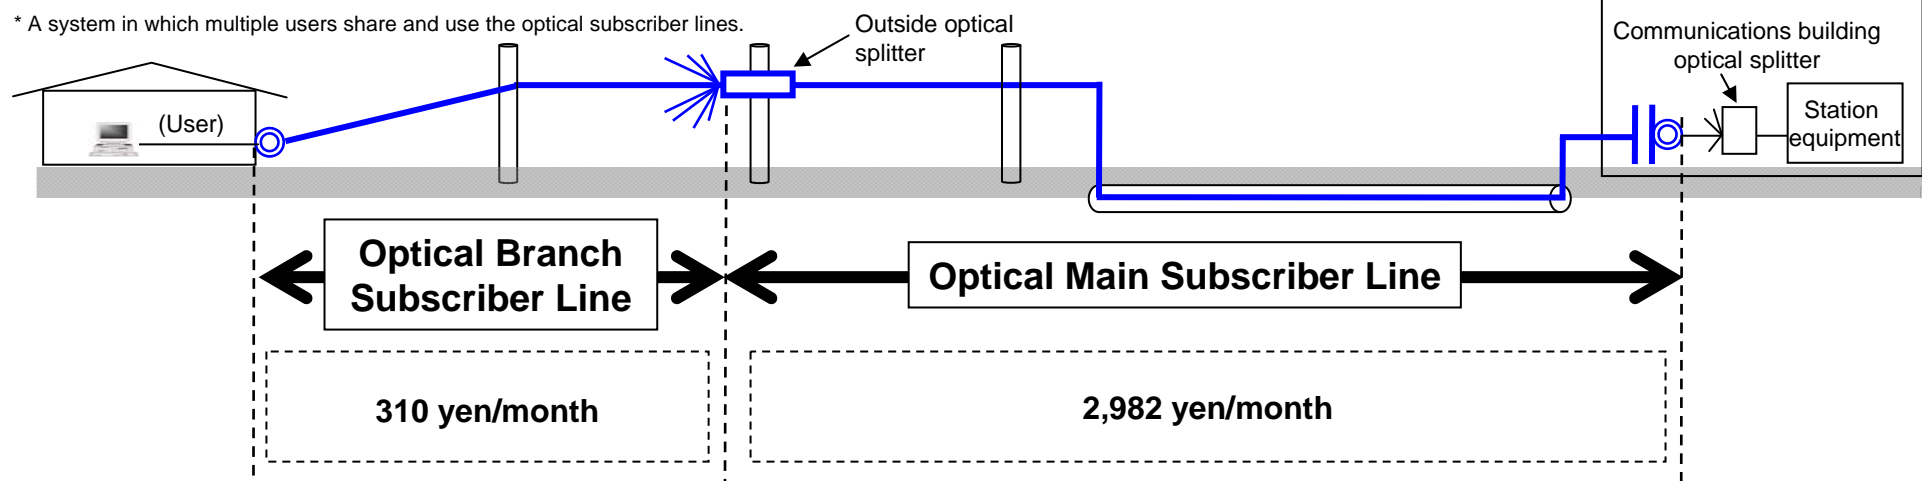 * A system in which multiple users share and use the optical subscriber lines.
Outside optical
splitter
Communications building
optical splitter
(User)
Station
equipment
Optical Branch
Subscriber Line
Optical Main Subscriber Line
310 yen/month
2,982 yen/month